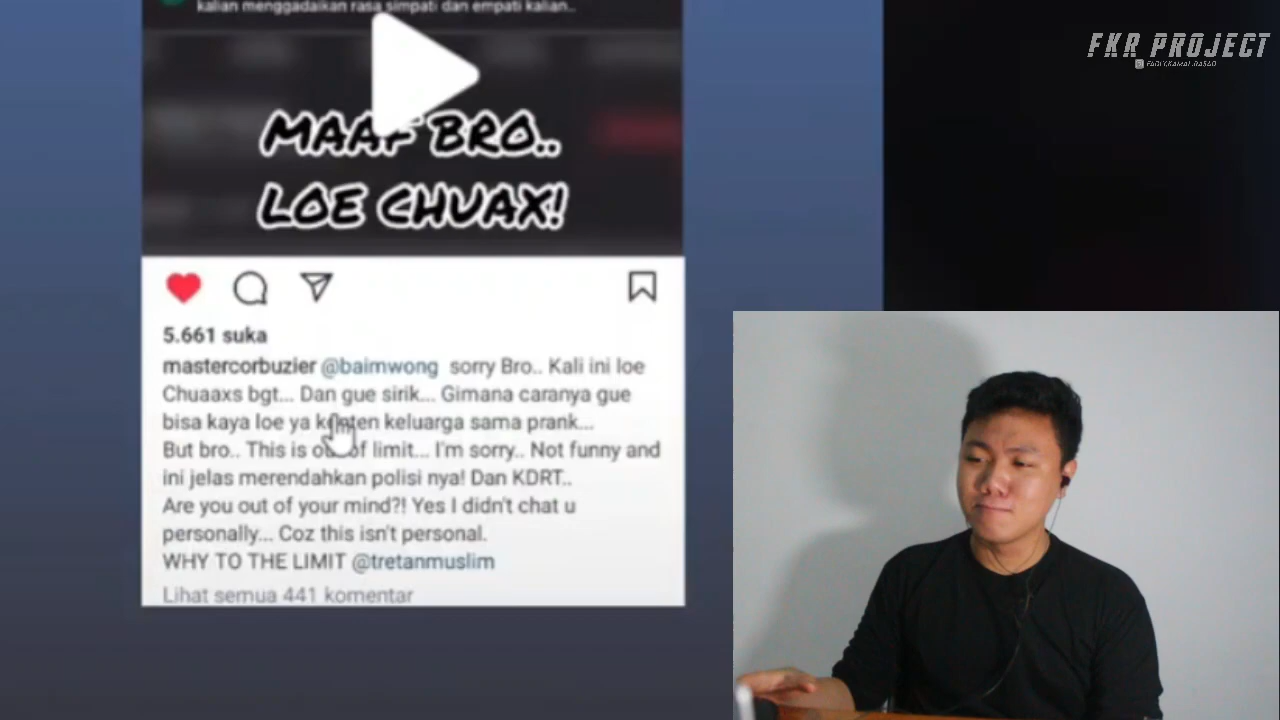 kalian menggadaikan rasa simpati dan empati kalian..
FKR PROJECT
MAAF BRO..
LOE CHUAX!
5.661 suka
mastercorbuzier @baimwong sorry Bro.. Kali ini loe
Chuaaxs bgt... Dan gue sirik... Gimana caranya gue
bisa kaya loe ya konten keluarga sama prank...
But bro.. This is out of limit... I'm sorry.. Not funny and
ini jelas merendahkan polisi nya! Dan KDRT..
Are you out of your mind?! Yes I didn't chat u
personally... Coz this isn't personal.
WHY TO THE LIMIT @tretanmuslim
Lihat semua 441 komentar